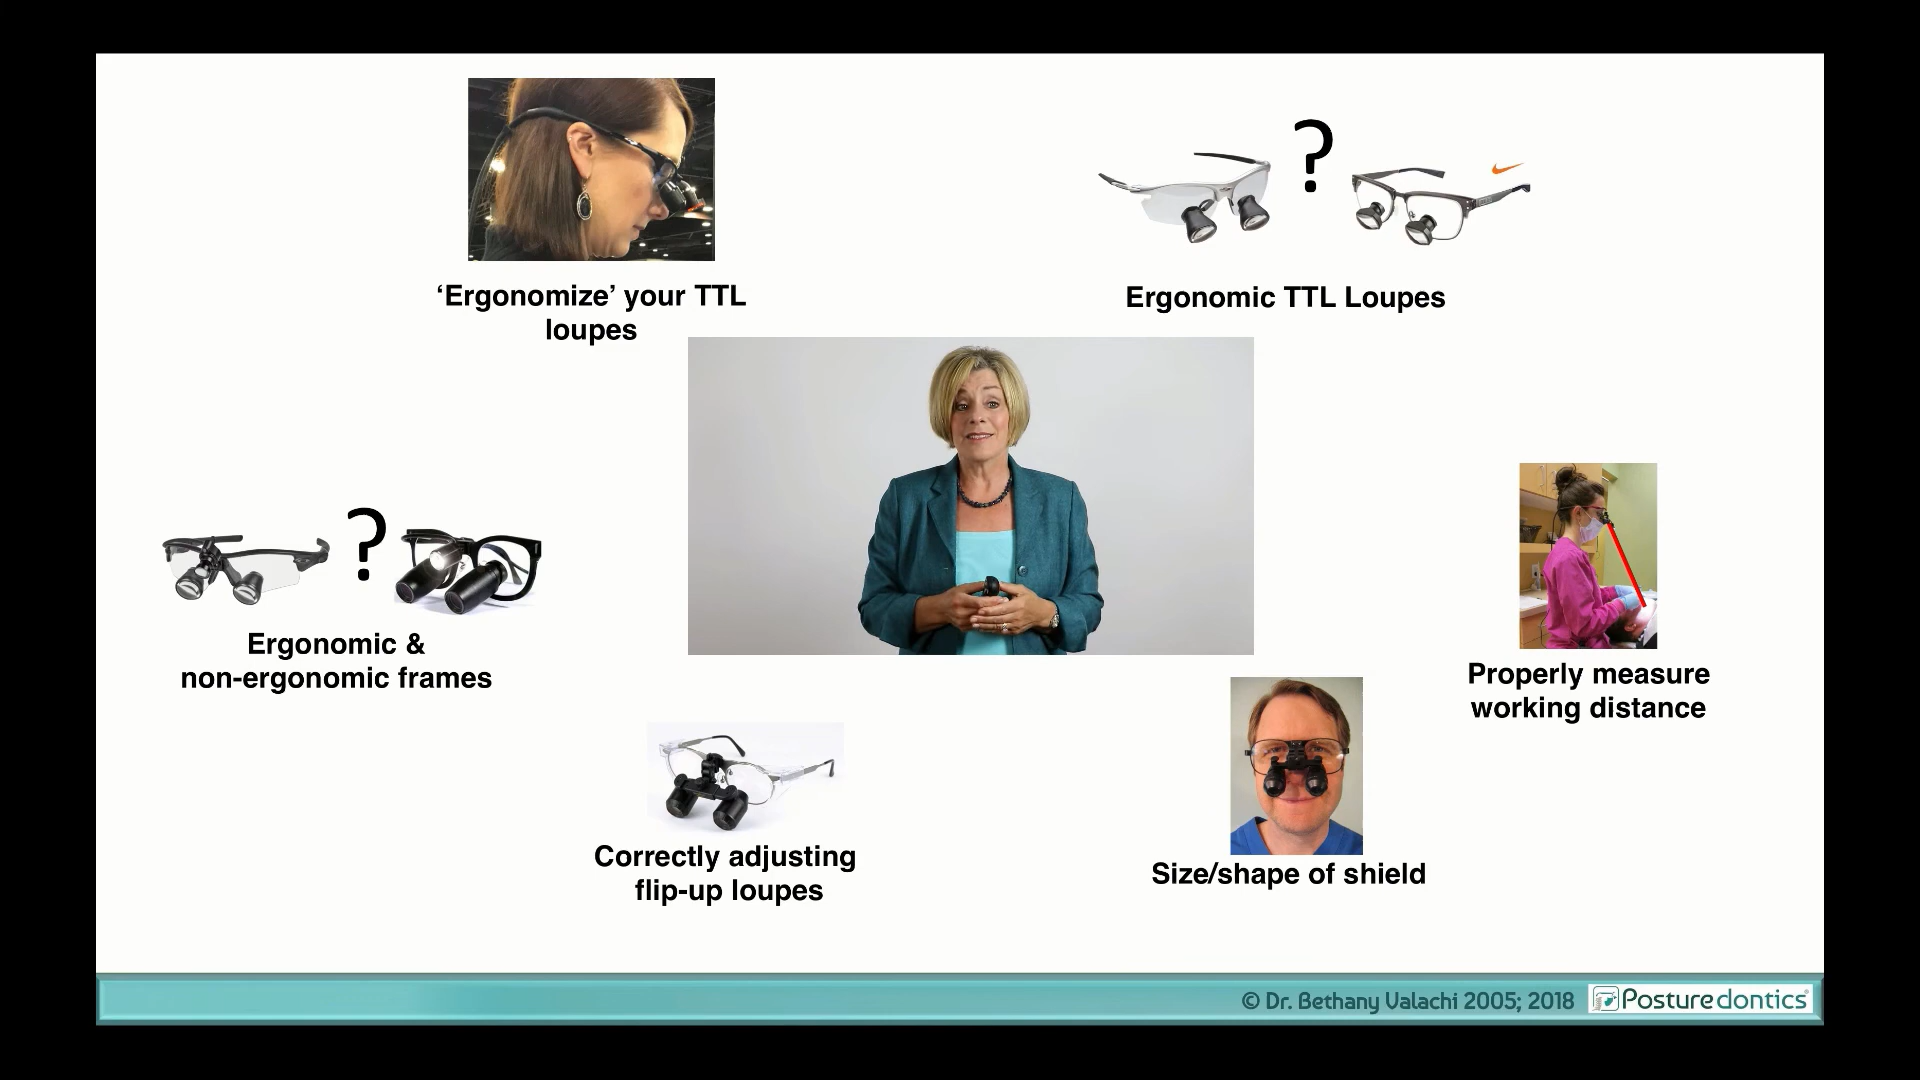 ‘Ergonomize’ your TTL
loupes
?
Ergonomic TTL Loupes
?
Ergonomic &
non-ergonomic frames
Properly measure
working distance
Correctly adjusting
flip-up loupes
Size/shape of shield
© Dr. Bethany Valachi 2005; 2018
Posturedontics®